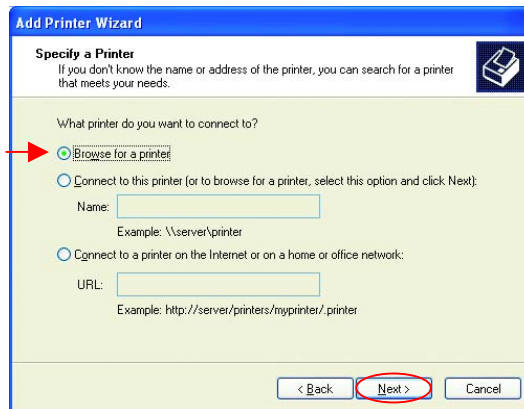 Add Printer Wizard
Specify a Printer
If you don't know the name or address of the printer, you can search for a printer
that meets your needs.
What printer do you want to connect to?
Browse for a printer
Connect to this printer (or to browse for a printer, select this option and click Next):
Name:
Example: \\server\printer
Connect to a printer on the Internet or on a home or office network:
URL:
Example: http://server/printers/myprinter/.printer
< Back Next > Cancel